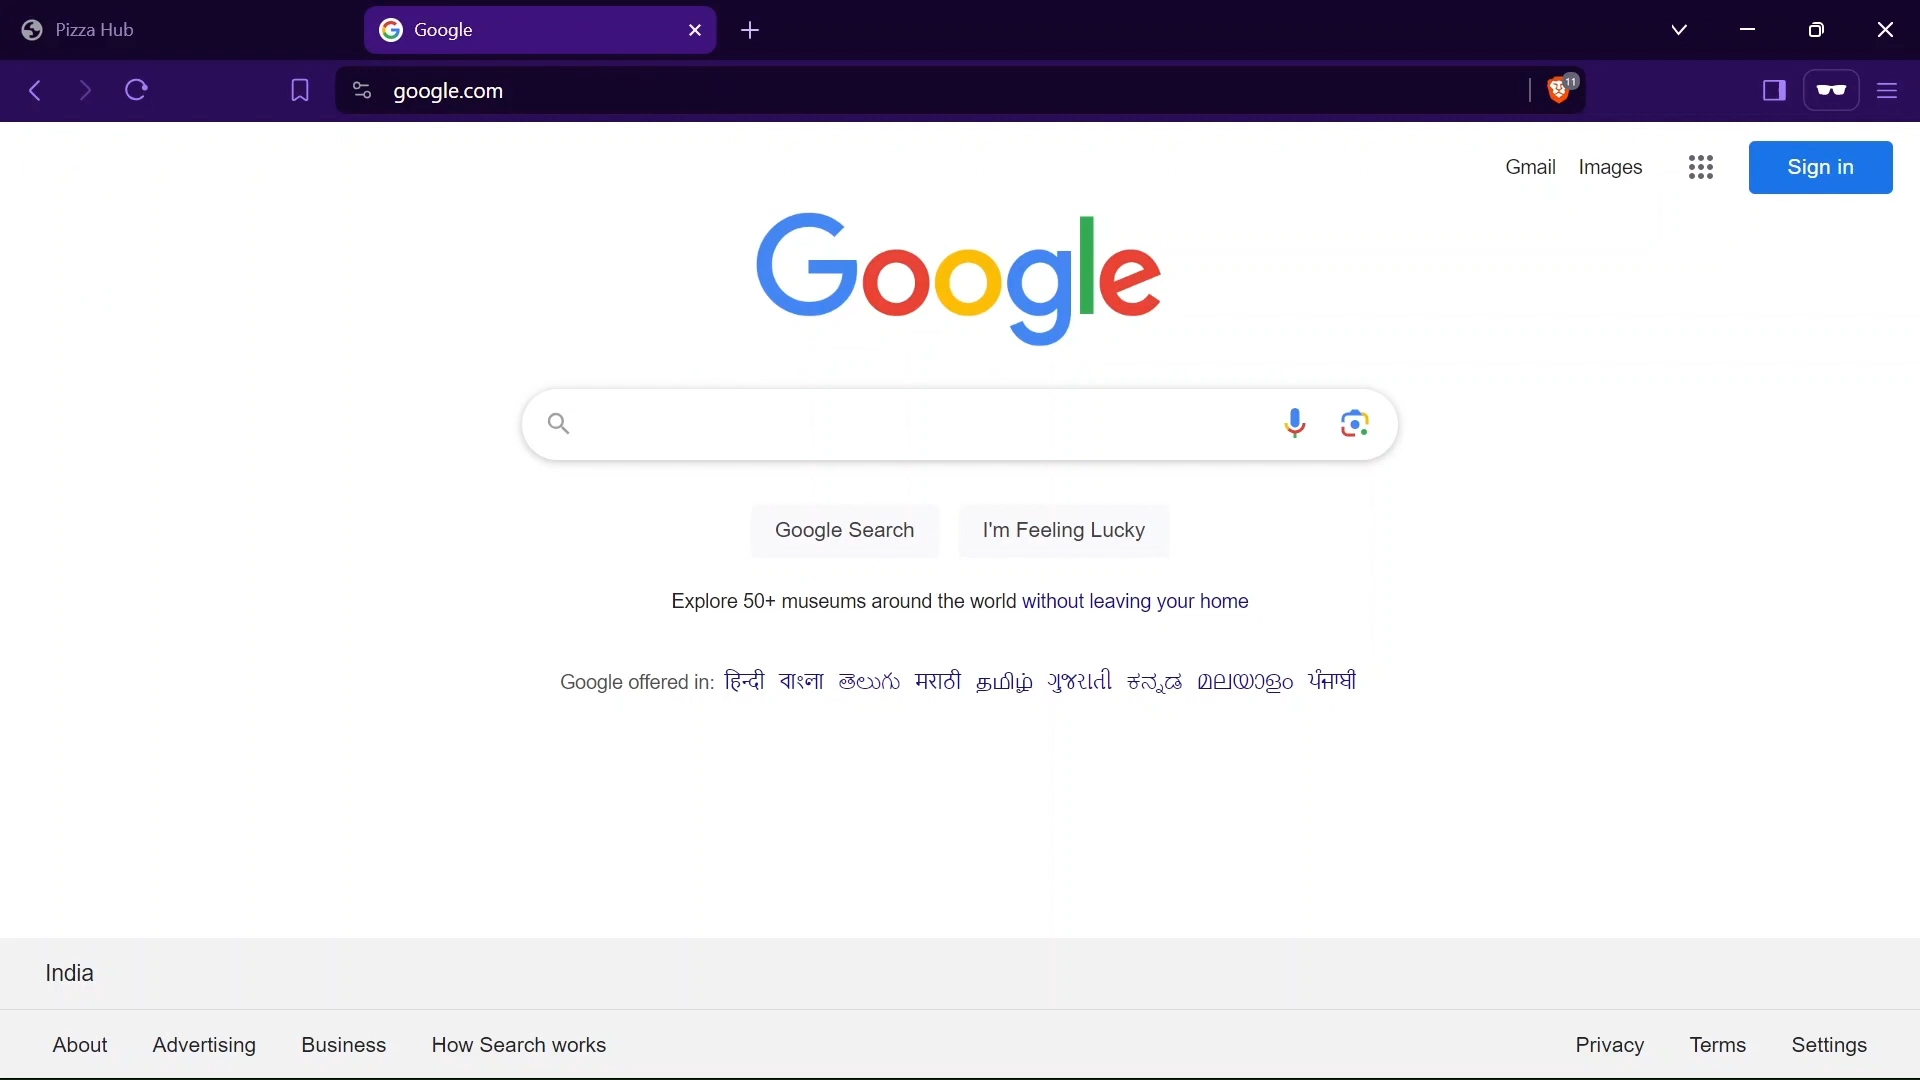 Pizza Hub
Google
google.com
11
Gmail Images Sign in
Google
Google Search I'm Feeling Lucky
Explore 50+ museums around the world without leaving your home
Google offered in: हिन्दी বাংলা తెలుగు मराठी தமிழ் ગુજરાતી ಕನ್ನಡ മലയാളം ਪੰਜਾਬੀ
India
About Advertising Business How Search works Privacy Terms Settings